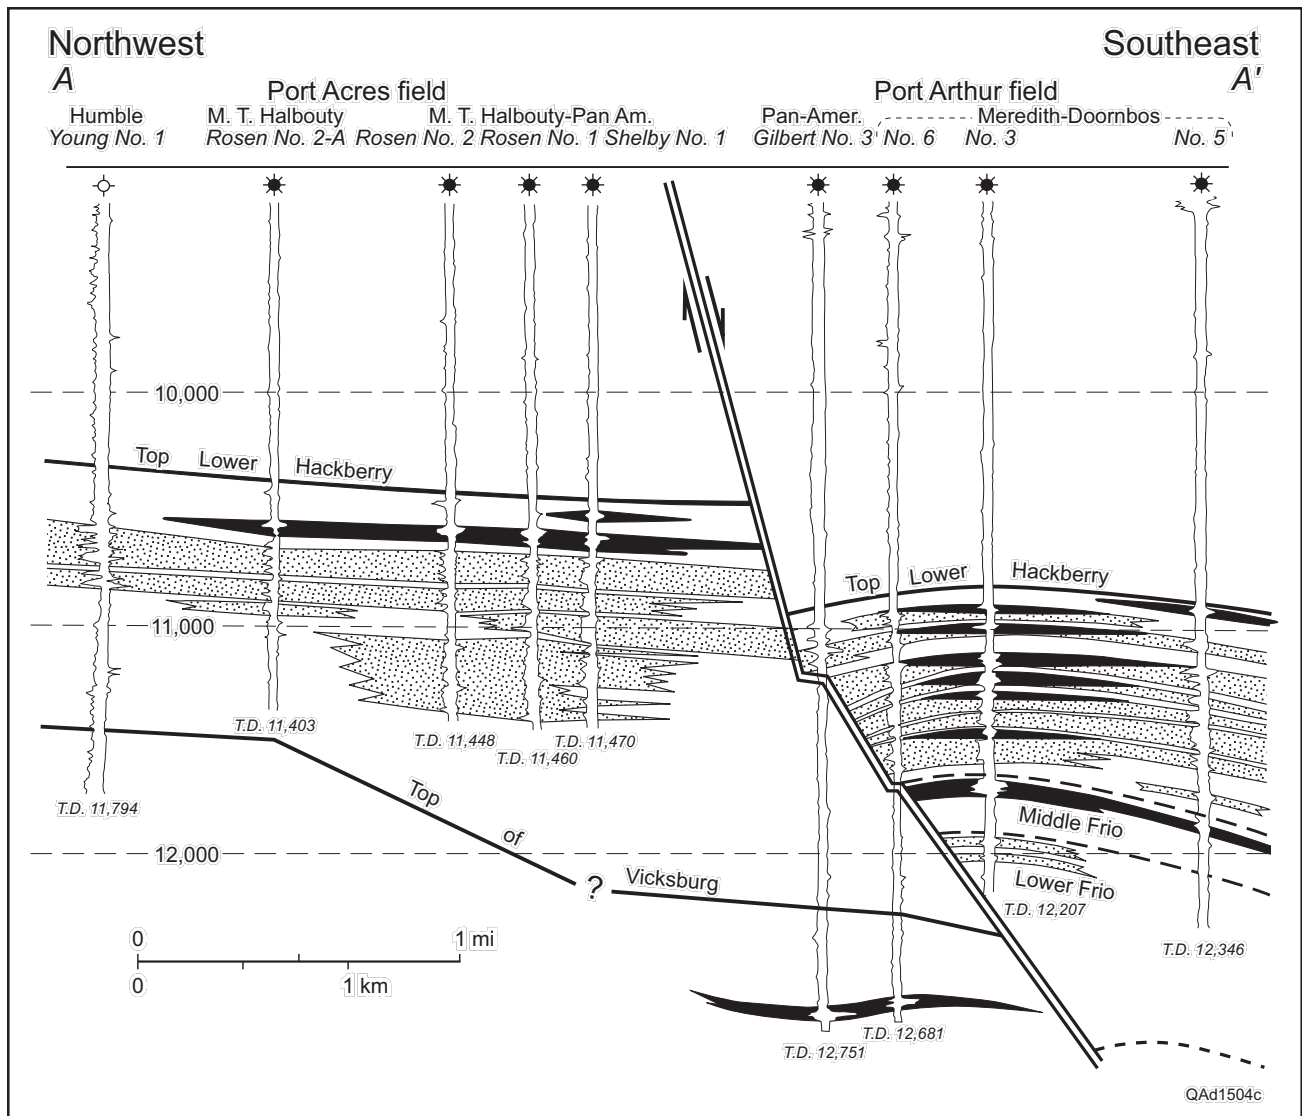 Northwest
Southeast
A
A'
Port Acres field
Port Arthur field
Humble
M. T. Halbouty
M. T. Halbouty-Pan Am.
Pan-Amer.
Meredith-Doornbos
Young No. 1
Rosen No. 2-A
Rosen No. 2
Rosen No. 1
Shelby No. 1
Gilbert No. 3
No. 6
No. 3
No. 5
10,000
Top Lower Hackberry
Top Lower Hackberry
11,000
T.D. 11,403
T.D. 11,448
T.D. 11,470
T.D. 11,460
T.D. 11,794
Top of ? Vicksburg
Middle Frio
12,000
Lower Frio
T.D. 12,207
T.D. 12,346
0
1 mi
0
1 km
T.D. 12,681
T.D. 12,751
QAd1504c